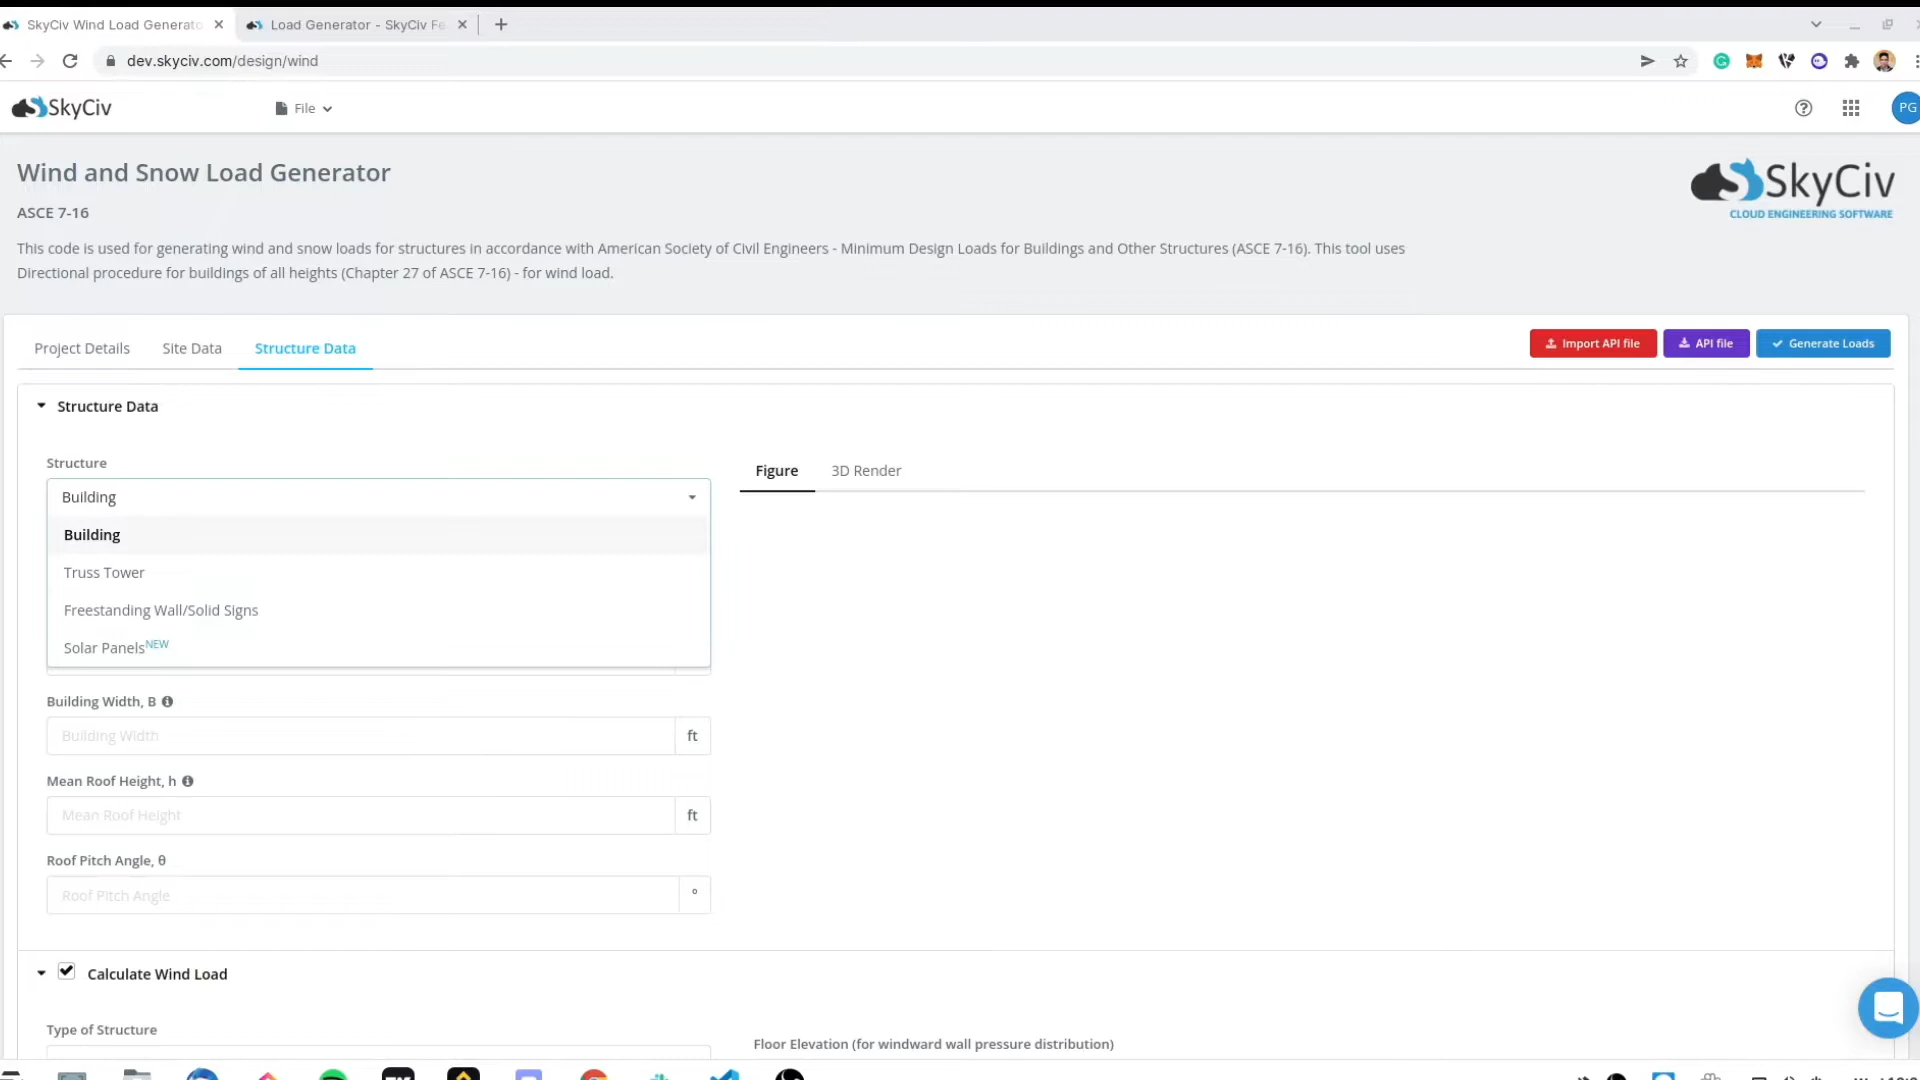 SkyCiv Wind Load Generato
Load Generator - SkyCiv Fe
dev.skyciv.com/design/wind
SkyCiv
File
PG
Wind and Snow Load Generator
ASCE 7-16
This code is used for generating wind and snow loads for structures in accordance with American Society of Civil Engineers - Minimum Design Loads for Buildings and Other Structures (ASCE 7-16). This tool uses
Directional procedure for buildings of all heights (Chapter 27 of ASCE 7-16) - for wind load.
SkyCiv
CLOUD ENGINEERING SOFTWARE
Project Details
Site Data
Structure Data
Import API file
API file
Generate Loads
Structure Data
Structure
Building
Building
Truss Tower
Freestanding Wall/Solid Signs
Solar Panels NEW
Figure
3D Render
Building Width, B
Building Width
ft
Mean Roof Height, h
Mean Roof Height
ft
Roof Pitch Angle, θ
Roof Pitch Angle
°
Calculate Wind Load
Type of Structure
Floor Elevation (for windward wall pressure distribution)